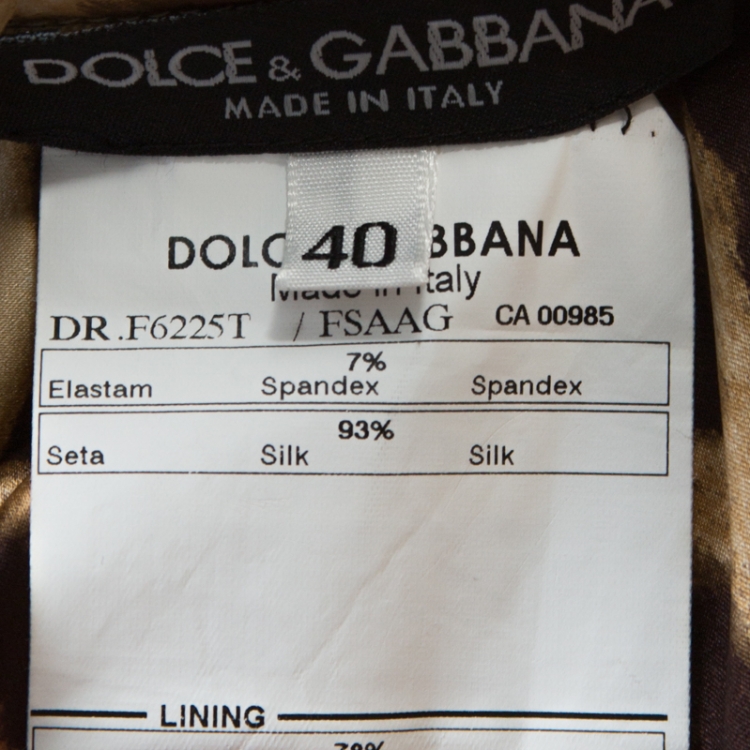 DOLCE & GABBANA
MADE IN ITALY
40
DOLC BBANA
Made in Italy
DR.F6225T / FSAAG CA 00985
7%
Elastam Spandex Spandex
93%
Seta Silk Silk
LINING